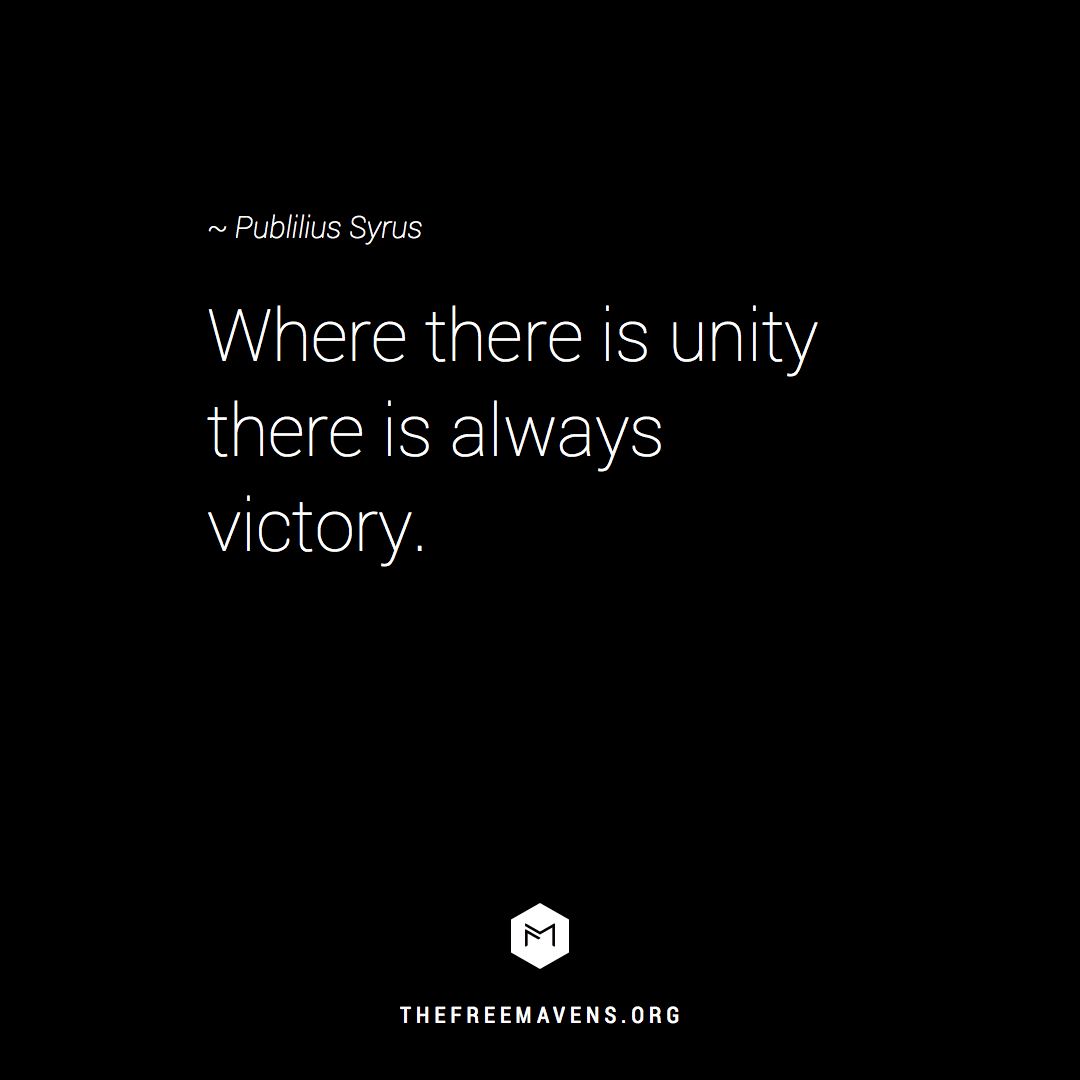 ~ Publilius Syrus
Where there is unity
there is always
victory.
THEFREEMAVENS.ORG